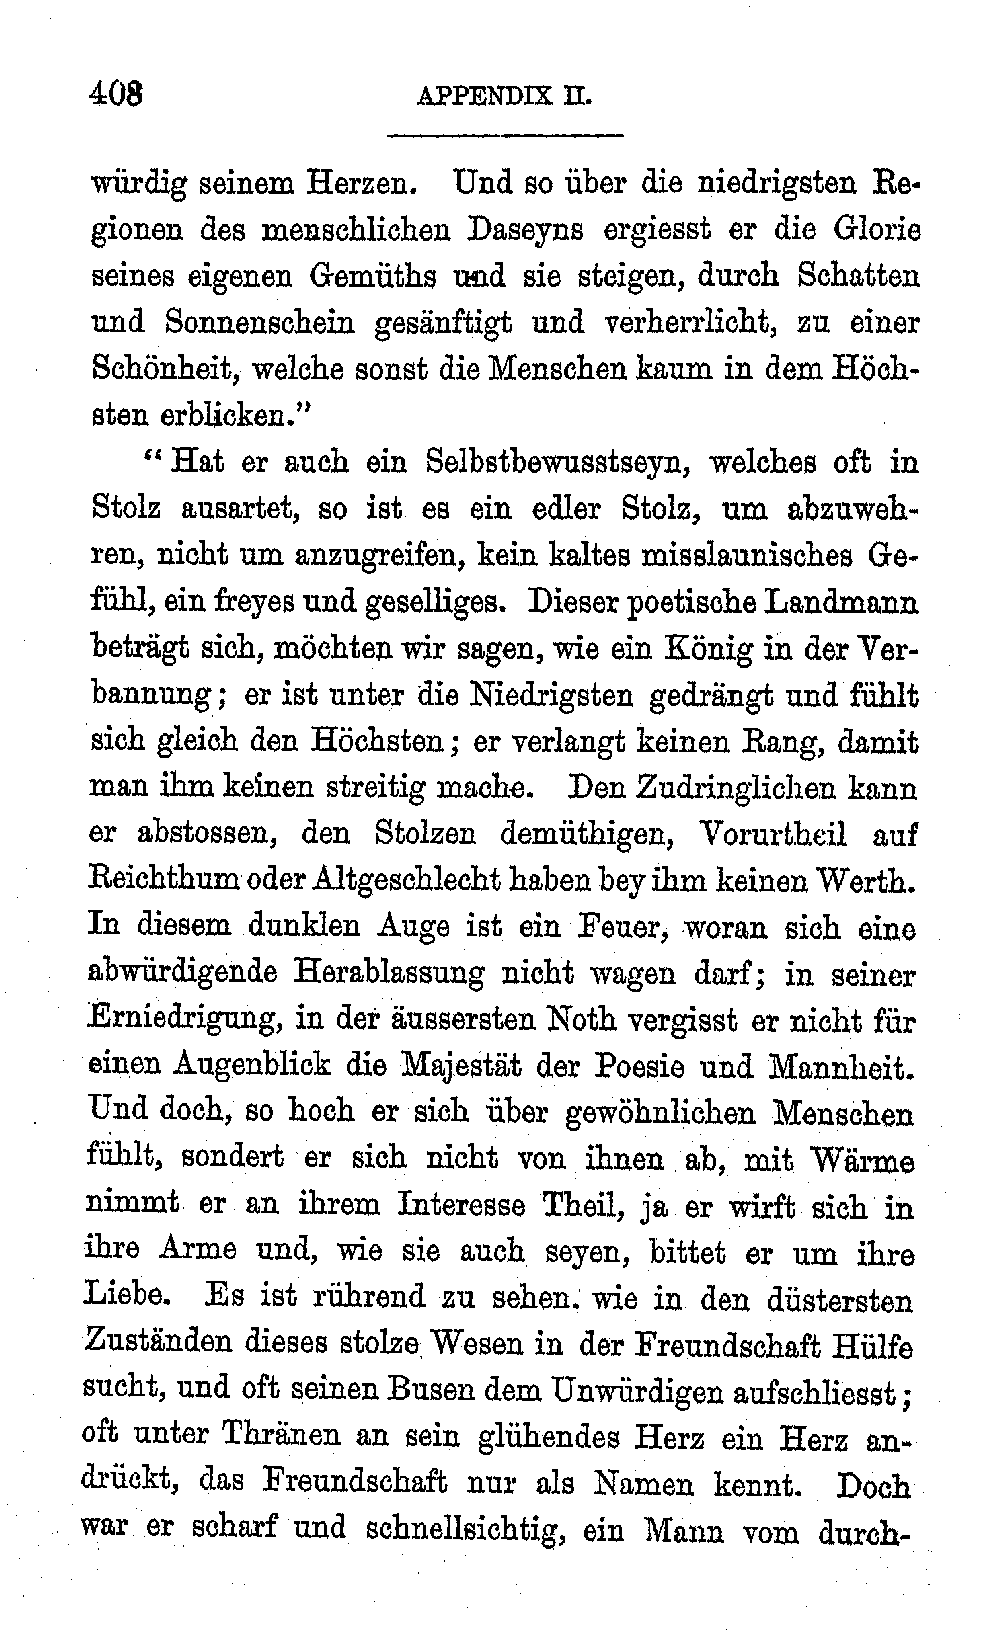 408 APPENDIX II.
würdig seinem Herzen. Und so über die niedrigsten Re-
gionen des menschlichen Daseyns ergiesst er die Glorie
seines eigenen Gemüths und sie steigen, durch Schatten
und Sonnenschein gesänftigt und verherrlicht, zu einer
Schönheit, welche sonst die Menschen kaum in dem Höch-
sten erblicken.”
“ Hat er auch ein Selbstbewusstseyn, welches oft in
Stolz ausartet, so ist es ein edler Stolz, um abzuweh-
ren, nicht um anzugreifen, kein kaltes misslaunisches Ge-
fühl, ein freyes und geselliges. Dieser poetische Landmann
beträgt sich, möchten wir sagen, wie ein König in der Ver-
bannung; er ist unter die Niedrigsten gedrängt und fühlt
sich gleich den Höchsten; er verlangt keinen Rang, damit
man ihm keinen streitig mache. Den Zudringlichen kann
er abstossen, den Stolzen demüthigen, Vorurtheil auf
Reichthum oder Altgeschlecht haben bey ihm keinen Werth.
In diesem dunklen Auge ist ein Feuer, woran sich eine
abwürdigende Herablassung nicht wagen darf; in seiner
Erniedrigung, in der äussersten Noth vergisst er nicht für
einen Augenblick die Majestät der Poesie und Mannheit.
Und doch, so hoch er sich über gewöhnlichen Menschen
fühlt, sondert er sich nicht von ihnen ab, mit Wärme
nimmt er an ihrem Interesse Theil, ja er wirft sich in
ihre Arme und, wie sie auch seyen, bittet er um ihre
Liebe. Es ist rührend zu sehen, wie in den düstersten
Zuständen dieses stolze Wesen in der Freundschaft Hülfe
sucht, und oft seinen Busen dem Unwürdigen aufschliesst;
oft unter Thränen an sein glühendes Herz ein Herz an-
drückt, das Freundschaft nur als Namen kennt. Doch
war er scharf und schnellsichtig, ein Mann vom durch-